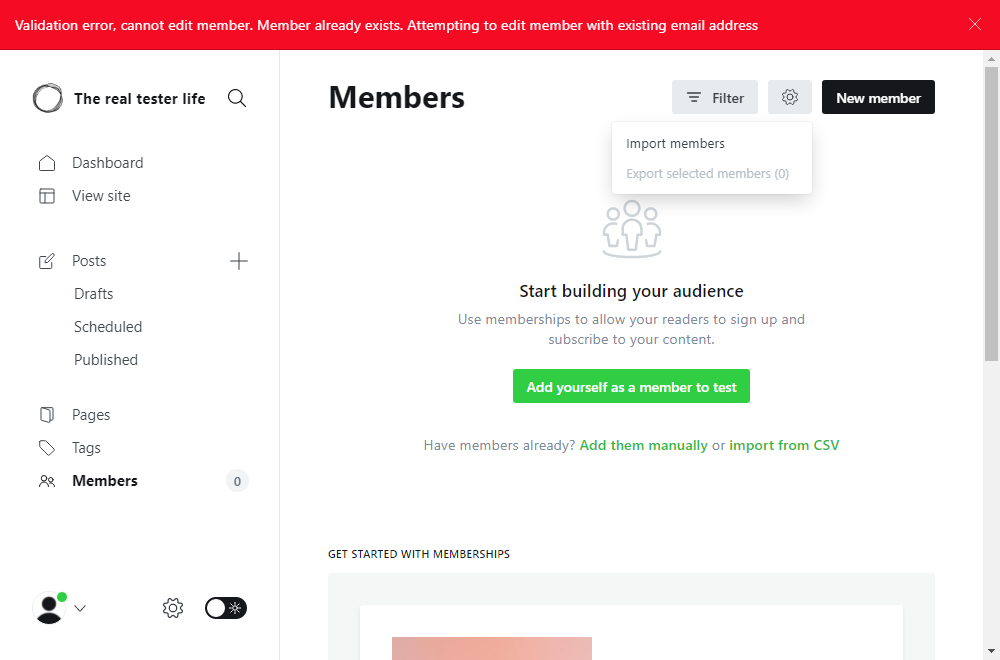 Validation error, cannot edit member. Member already exists. Attempting to edit member with existing email address
The real tester life
Dashboard
View site
Posts
Drafts
Scheduled
Published
Pages
Tags
Members
0
Members
Filter
New member
Import members
Export selected members (0)
Start building your audience
Use memberships to allow your readers to sign up and
subscribe to your content.
Add yourself as a member to test
Have members already? Add them manually or import from CSV
GET STARTED WITH MEMBERSHIPS